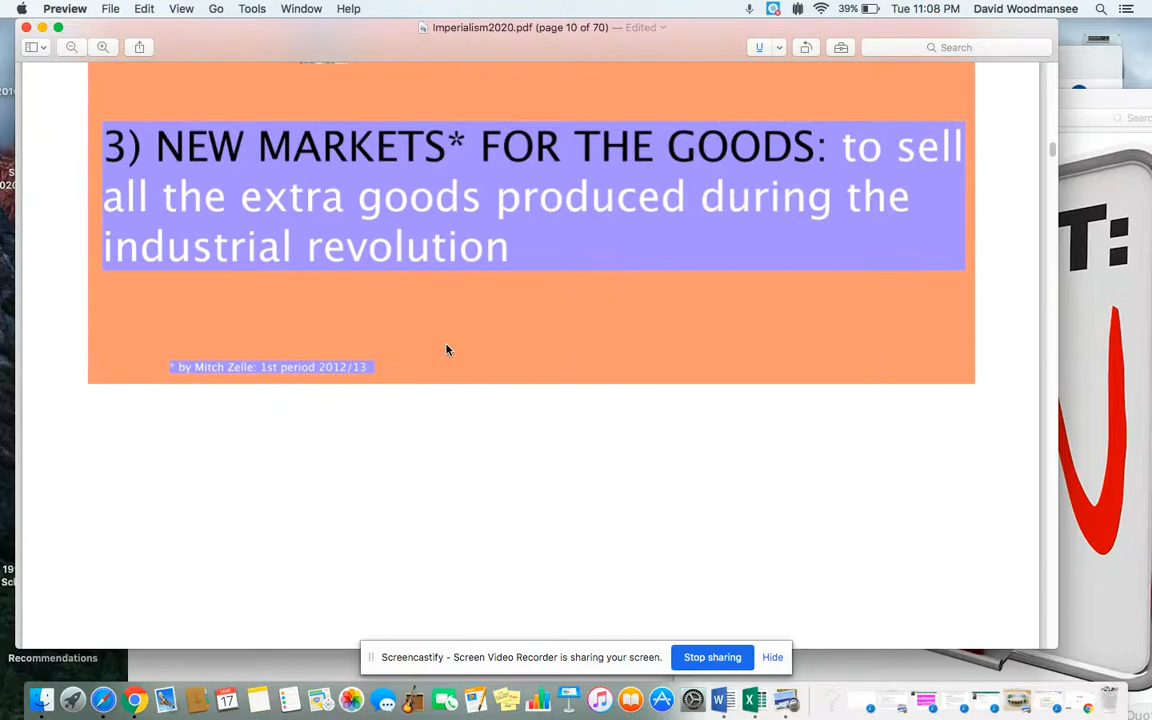 Preview File Edit View Go Tools Window Help 39% Tue 11:08 PM David Woodmansee
Imperialism2020.pdf (page 10 of 70) — Edited
U Search
Searc
3) NEW MARKETS* FOR THE GOODS: to sell
all the extra goods produced during the
industrial revolution
T:
* by Mitch Zelle: 1st period 2012/13
Screencastify - Screen Video Recorder is sharing your screen. Stop sharing Hide
Recommendations
17